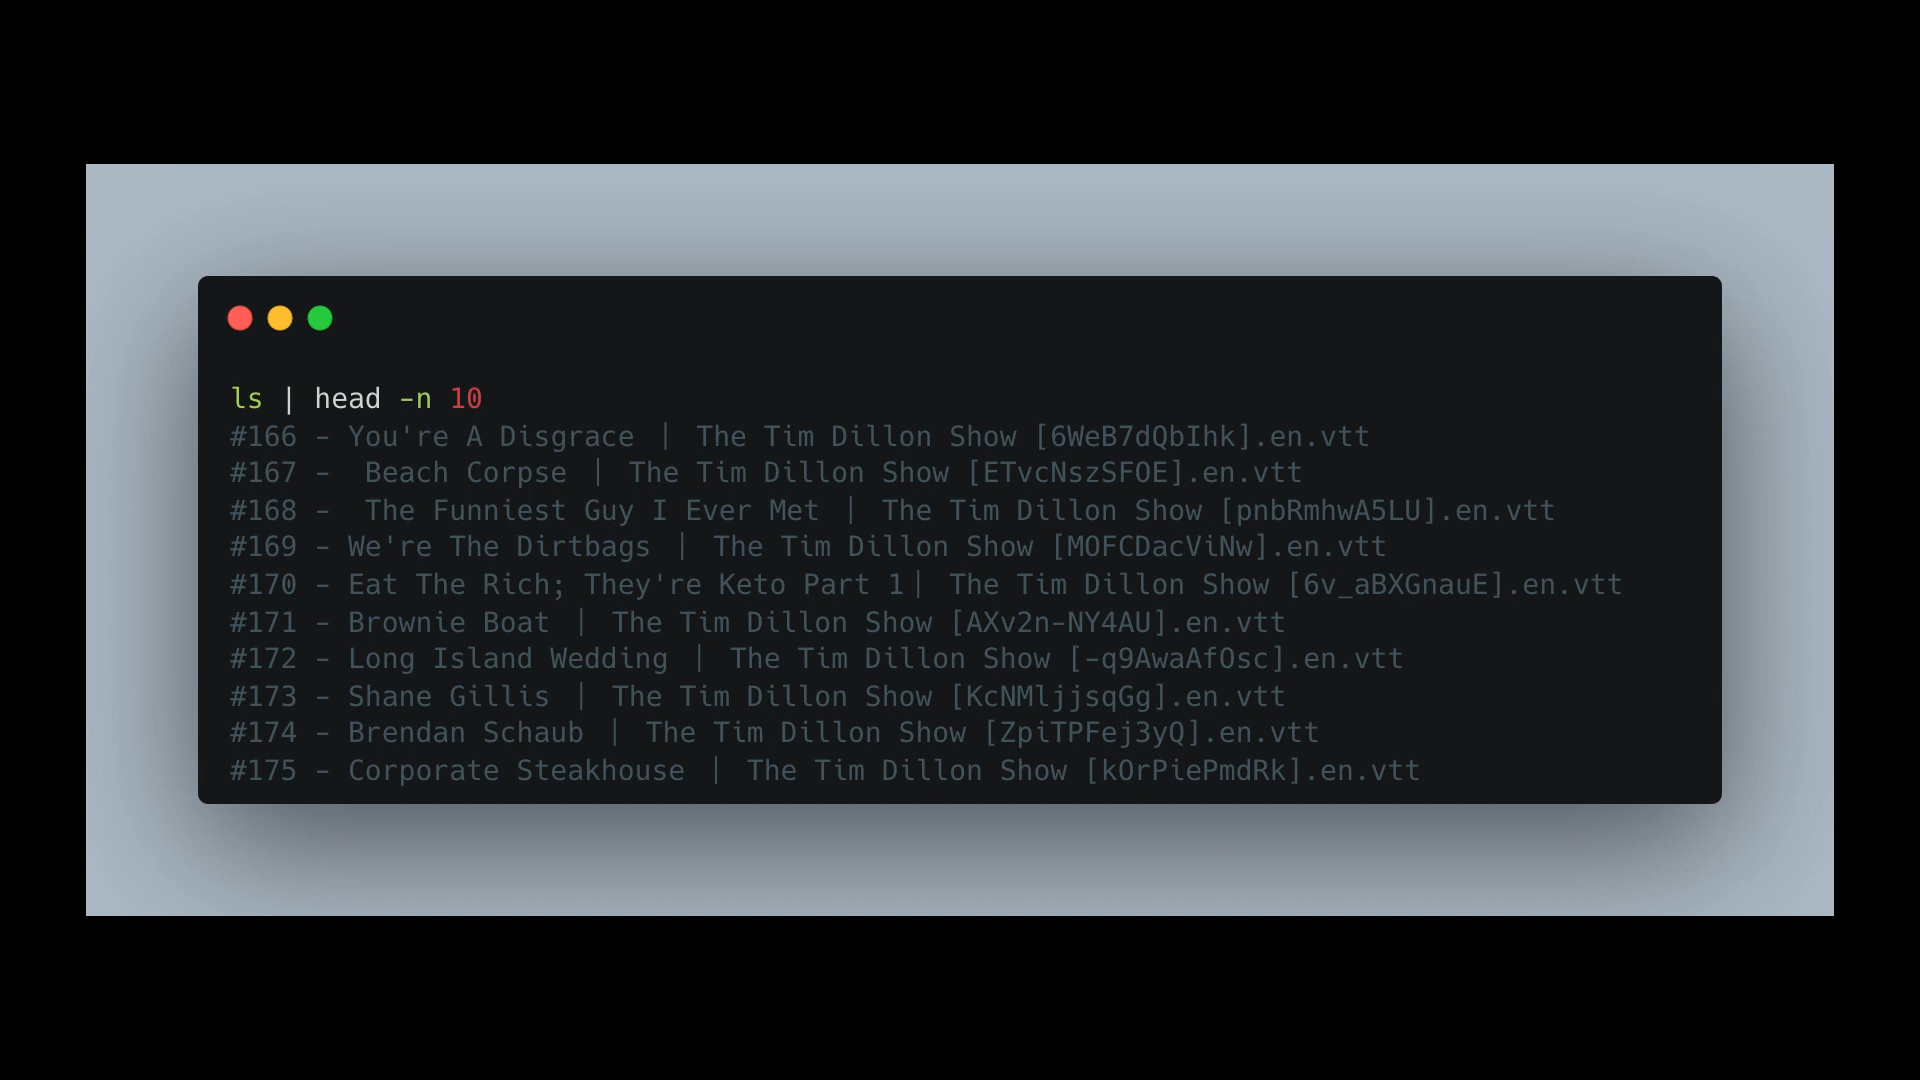 ls | head -n 10
#166 - You're A Disgrace ｜ The Tim Dillon Show [6WeB7dQbIhk].en.vtt
#167 -  Beach Corpse ｜ The Tim Dillon Show [ETvcNszSFOE].en.vtt
#168 -  The Funniest Guy I Ever Met ｜ The Tim Dillon Show [pnbRmhwA5LU].en.vtt
#169 - We're The Dirtbags ｜ The Tim Dillon Show [MOFCDacViNw].en.vtt
#170 - Eat The Rich; They're Keto Part 1｜ The Tim Dillon Show [6v_aBXGnauE].en.vtt
#171 - Brownie Boat ｜ The Tim Dillon Show [AXv2n-NY4AU].en.vtt
#172 - Long Island Wedding ｜ The Tim Dillon Show [-q9AwaAfOsc].en.vtt
#173 - Shane Gillis ｜ The Tim Dillon Show [KcNMljjsqGg].en.vtt
#174 - Brendan Schaub ｜ The Tim Dillon Show [ZpiTPFej3yQ].en.vtt
#175 - Corporate Steakhouse ｜ The Tim Dillon Show [kOrPiePmdRk].en.vtt